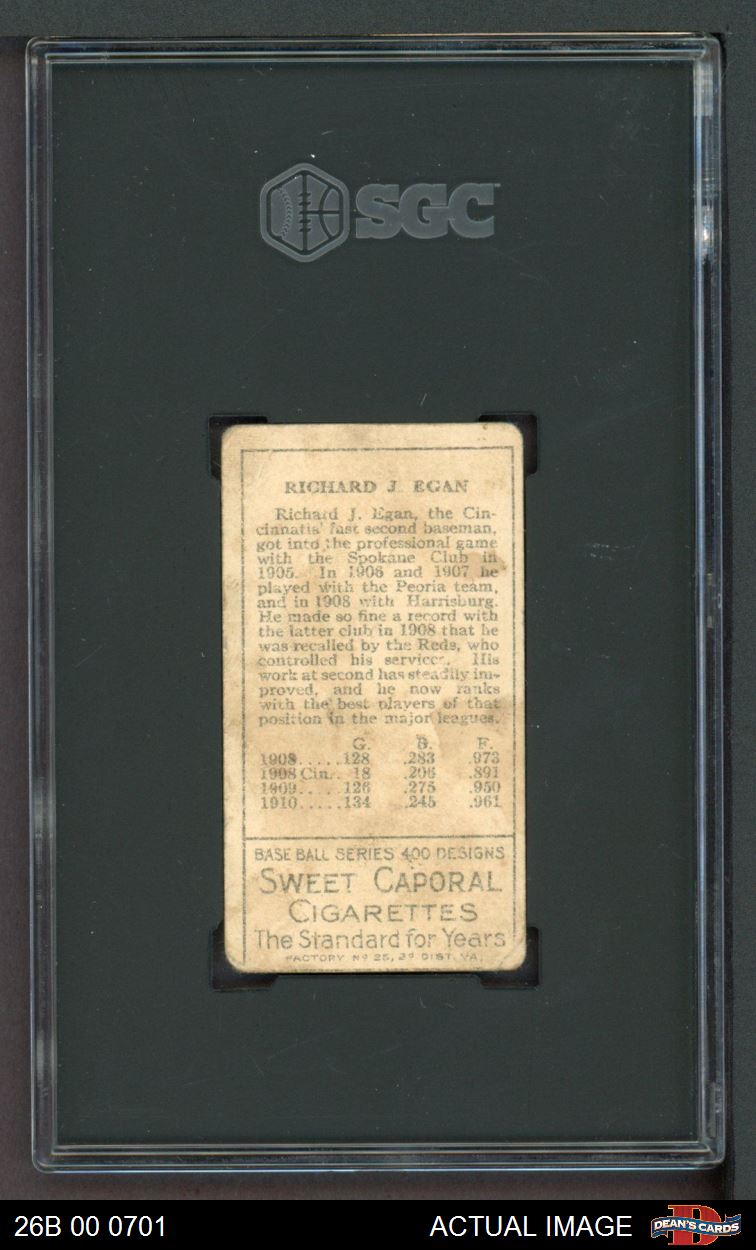 SGC
RICHARD J. EGAN
Richard J. Egan, the Cin-
cinnatis' fast second baseman,
got into the professional game
with the Spokane Club in
1905. In 1906 and 1907 he
played with the Peoria team,
and in 1908 with Harrisburg.
He made so fine a record with
the latter club in 1908 that he
was recalled by the Reds, who
controlled his services. His
work at second has steadily im-
proved, and he now ranks
with the best players of that
position in the major leagues.
G. B. F.
1908.....128 .283 .973
1908 Cin.. 18 .206 .891
1909.....126 .275 .950
1910.....134 .245 .961
BASE BALL SERIES 400 DESIGNS
SWEET CAPORAL
CIGARETTES
The Standard for Years
FACTORY No 25, 2d DIST. VA.
26B 00 0701 ACTUAL IMAGE DEAN'S CARDS